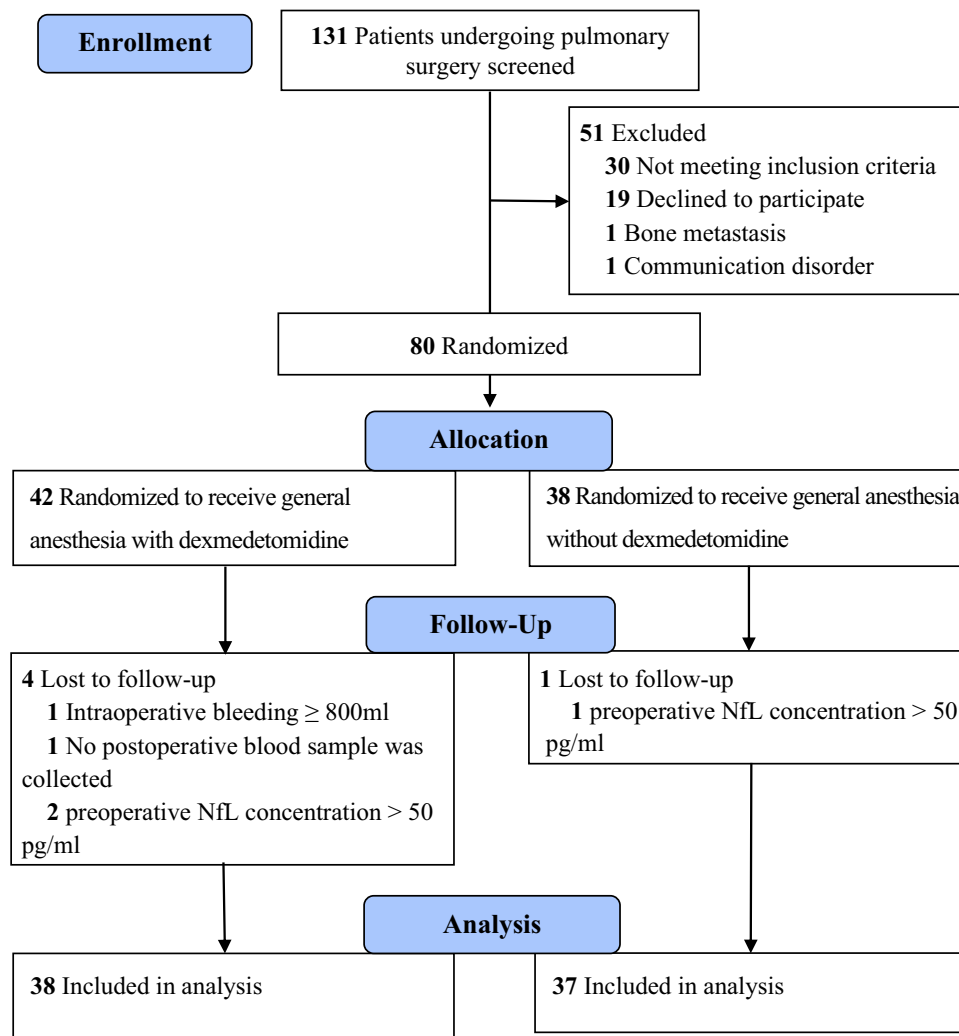 Enrollment
131 Patients undergoing pulmonary
surgery screened
51 Excluded
30 Not meeting inclusion criteria
19 Declined to participate
1 Bone metastasis
1 Communication disorder
80 Randomized
Allocation
42 Randomized to receive general
anesthesia with dexmedetomidine
38 Randomized to receive general anesthesia
without dexmedetomidine
Follow-Up
4 Lost to follow-up
1 Intraoperative bleeding ≥ 800ml
1 No postoperative blood sample was
collected
2 preoperative NfL concentration > 50
pg/ml
1 Lost to follow-up
1 preoperative NfL concentration > 50
pg/ml
Analysis
38 Included in analysis
37 Included in analysis